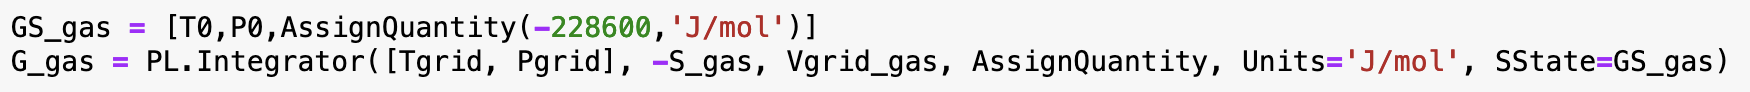 GS_gas = [T0,P0,AssignQuantity(-228600,'J/mol')]
G_gas = PL.Integrator([Tgrid, Pgrid], -S_gas, Vgrid_gas, AssignQuantity, Units='J/mol', SState=GS_gas)